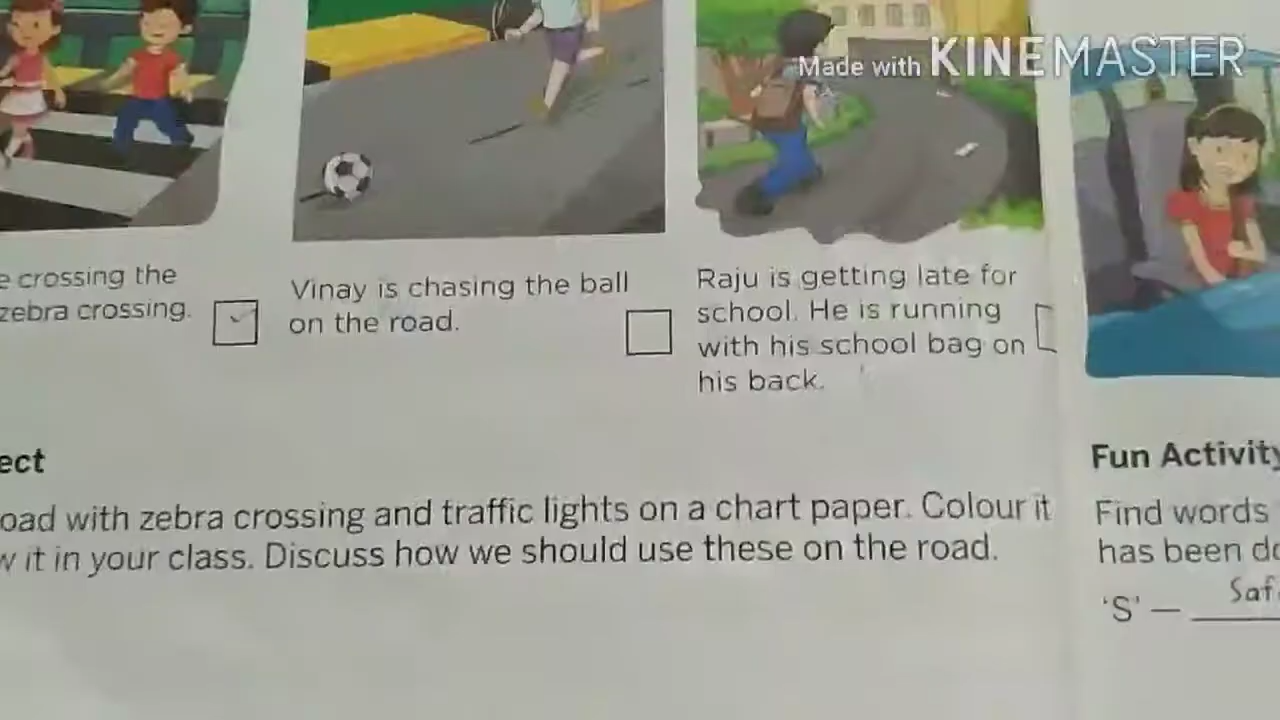 Made with KINEMASTER
e crossing the
zebra crossing.
Vinay is chasing the ball
on the road.
Raju is getting late for
school. He is running
with his school bag on
his back.
ect
oad with zebra crossing and traffic lights on a chart paper. Colour it
w it in your class. Discuss how we should use these on the road.
Fun Activity
Find words
has been do
'S' — Saf